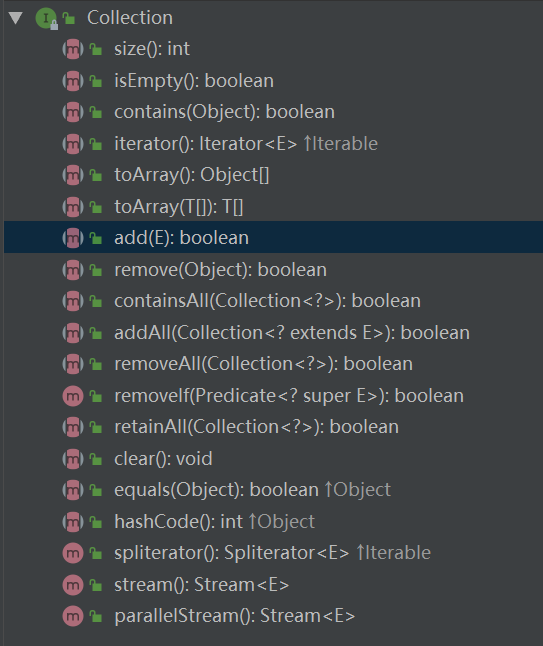 Collection
size(): int
isEmpty(): boolean
contains(Object): boolean
iterator(): Iterator<E> ↑Iterable
toArray(): Object[]
toArray(T[]): T[]
add(E): boolean
remove(Object): boolean
containsAll(Collection<?>): boolean
addAll(Collection<? extends E>): boolean
removeAll(Collection<?>): boolean
removeIf(Predicate<? super E>): boolean
retainAll(Collection<?>): boolean
clear(): void
equals(Object): boolean ↑Object
hashCode(): int ↑Object
spliterator(): Spliterator<E> ↑Iterable
stream(): Stream<E>
parallelStream(): Stream<E>